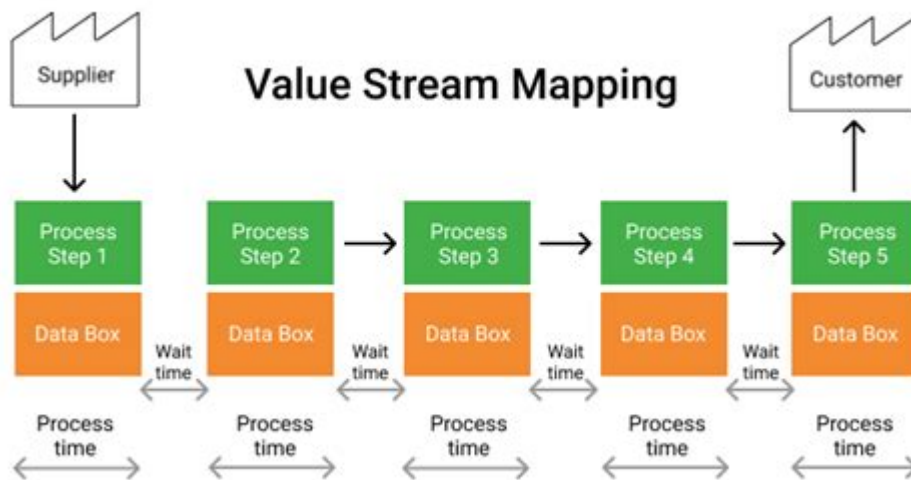 Supplier
Value Stream Mapping
Customer
Process
Step 1
Process
Step 2
Process
Step 3
Process
Step 4
Process
Step 5
Data Box
Data Box
Data Box
Data Box
Data Box
Wait
time
Wait
time
Wait
time
Wait
time
Process
time
Process
time
Process
time
Process
time
Process
time